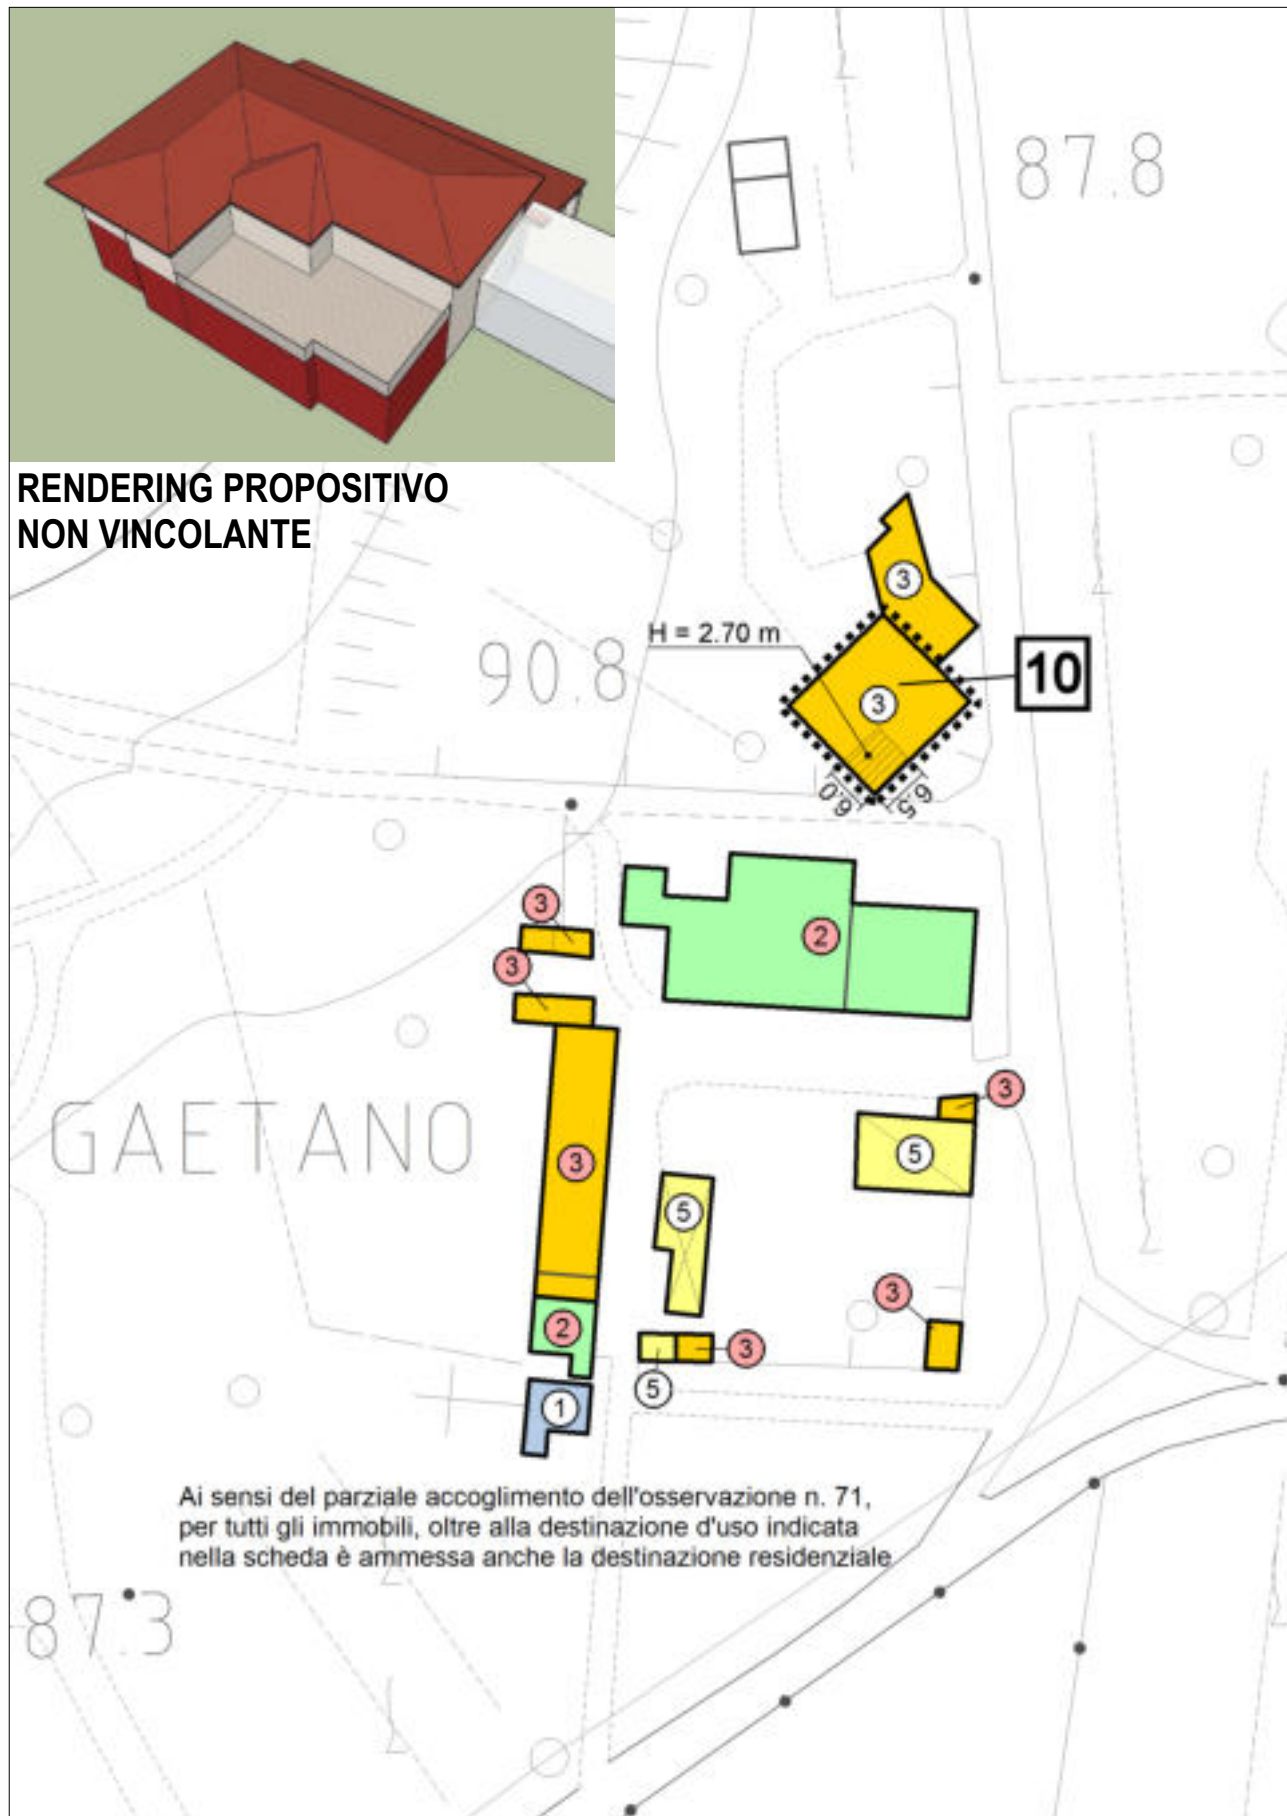 87.8
RENDERING PROPOSITIVO
NON VINCOLANTE
3
H = 2.70 m
90.8
10
3
6.0
6.5
3
2
3
3
GAETANO
3
5
5
3
2
3
5
1
Ai sensi del parziale accoglimento dell'osservazione n. 71,
per tutti gli immobili, oltre alla destinazione d'uso indicata
nella scheda è ammessa anche la destinazione residenziale
87.3